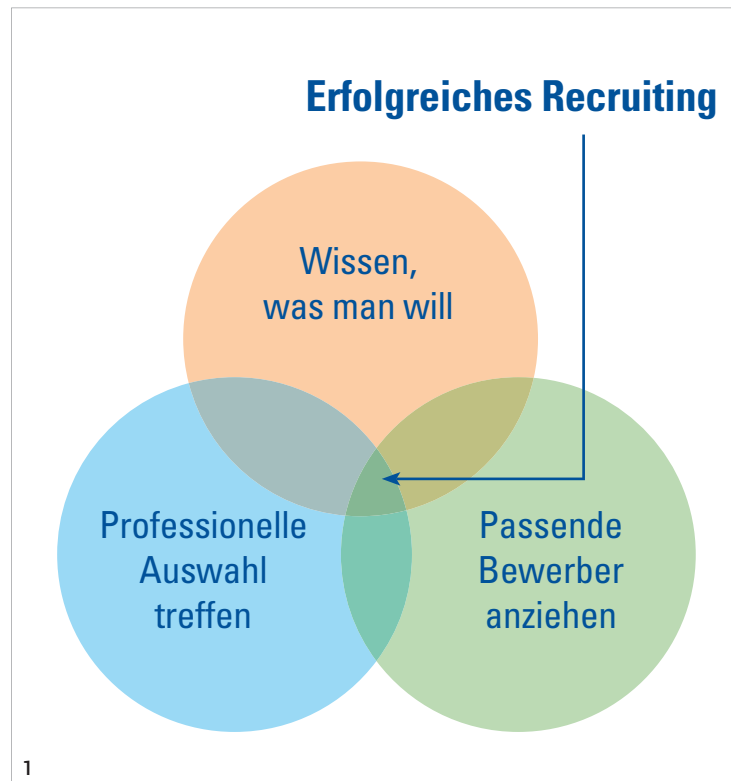 Erfolgreiches Recruiting
Wissen,
was man will
Professionelle
Auswahl
treffen
Passende
Bewerber
anziehen
1